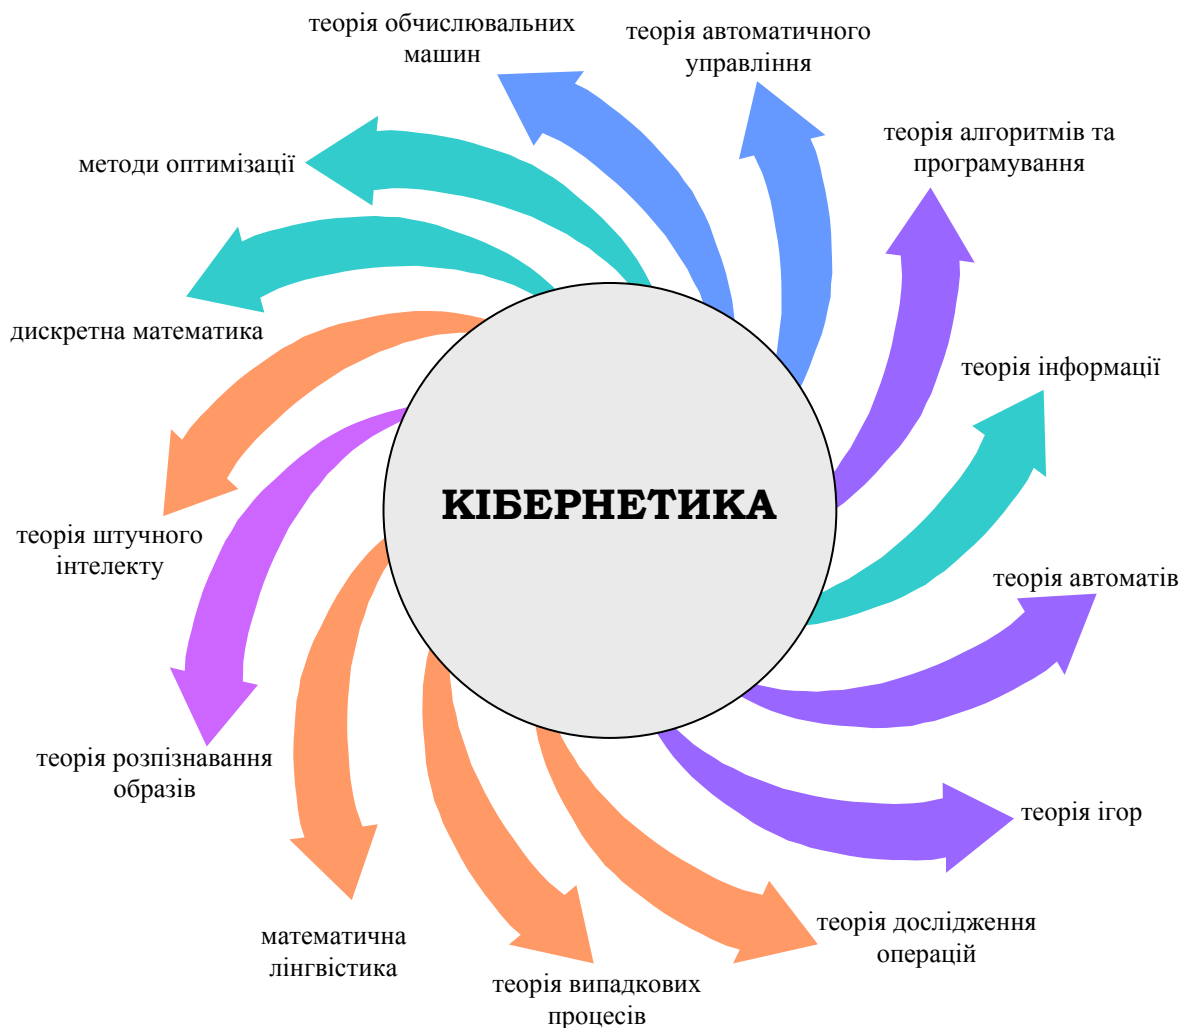 теорія обчислювальних
машин
теорія автоматичного
управління
теорія алгоритмів та
програмування
методи оптимізації
дискретна математика
теорія інформації
КІБЕРНЕТИКА
теорія штучного
інтелекту
теорія автоматів
теорія розпізнавання
образів
теорія ігор
математична
лінгвістика
теорія дослідження
операцій
теорія випадкових
процесів